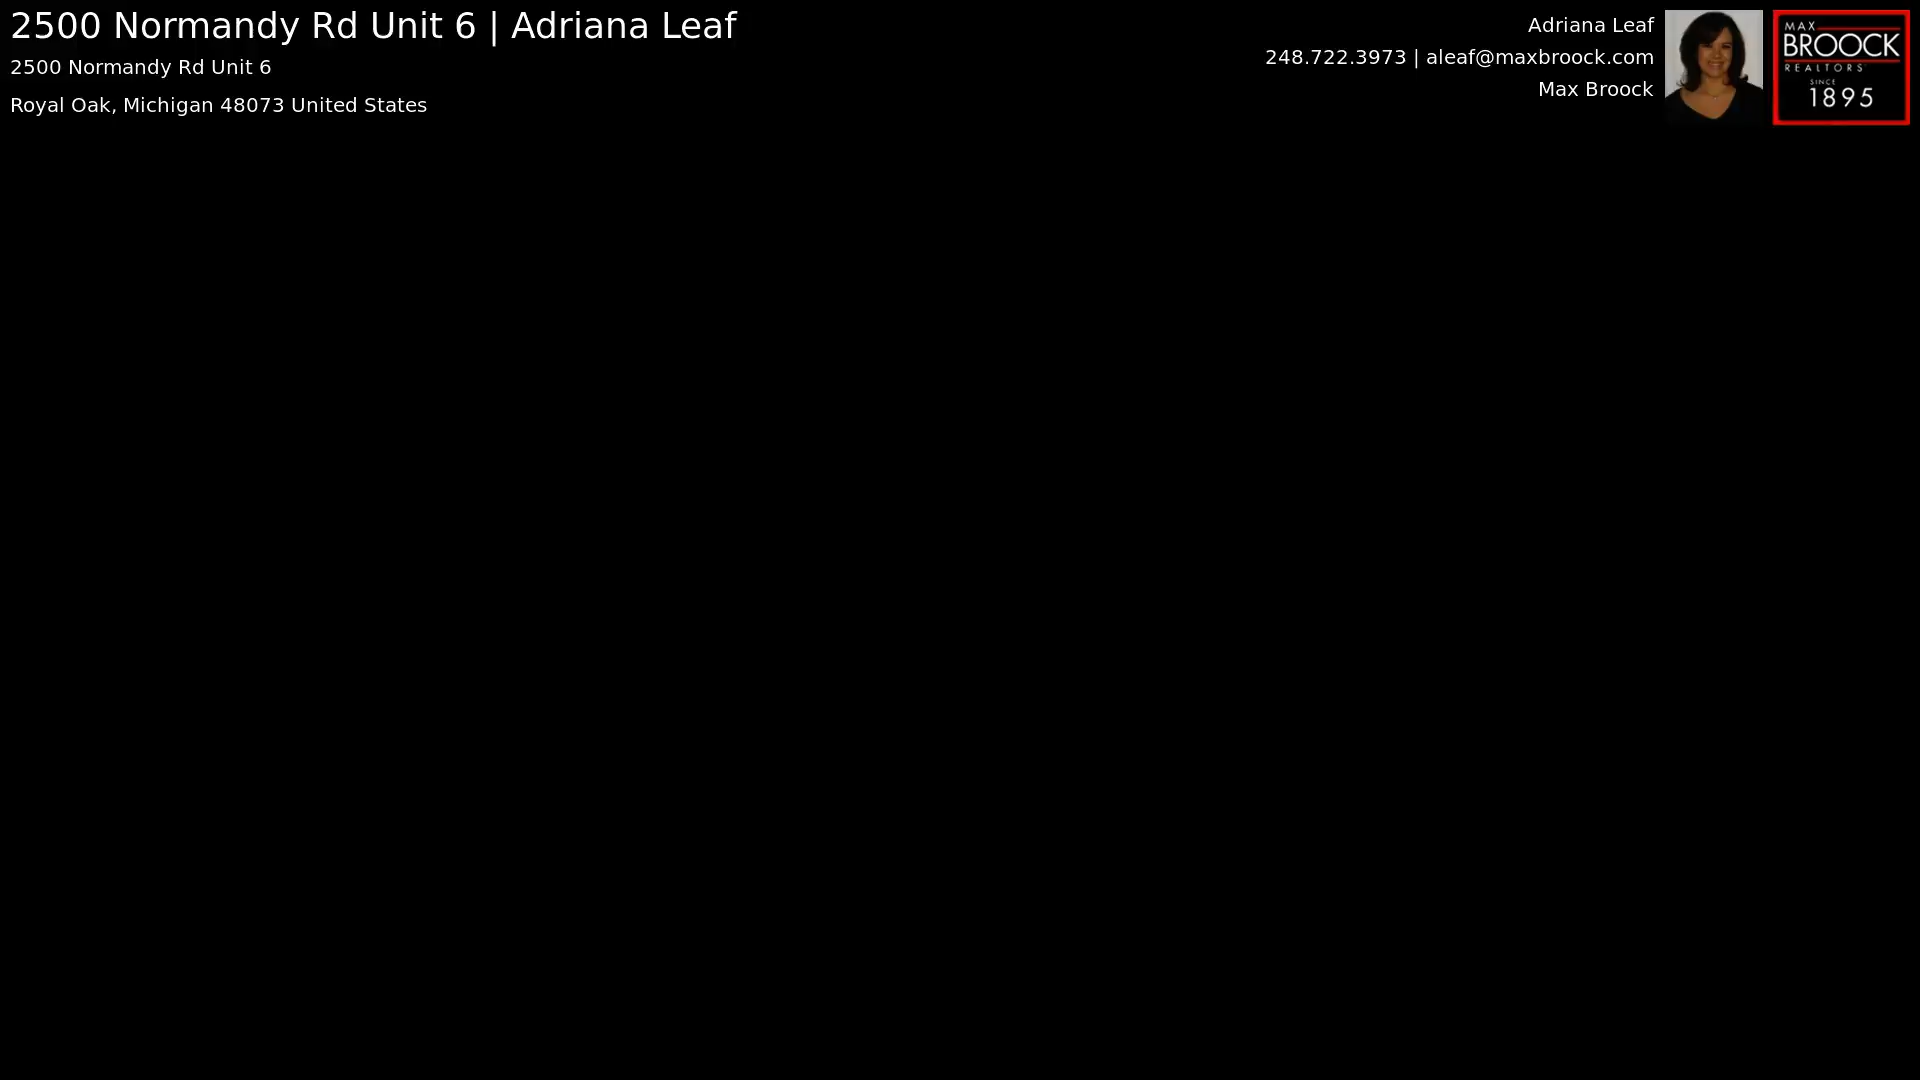 2500 Normandy Rd Unit 6 | Adriana Leaf
2500 Normandy Rd Unit 6
Royal Oak, Michigan 48073 United States
Adriana Leaf
248.722.3973 | aleaf@maxbroock.com
Max Broock
MAX
BROOCK
REALTORS
SINCE
1895